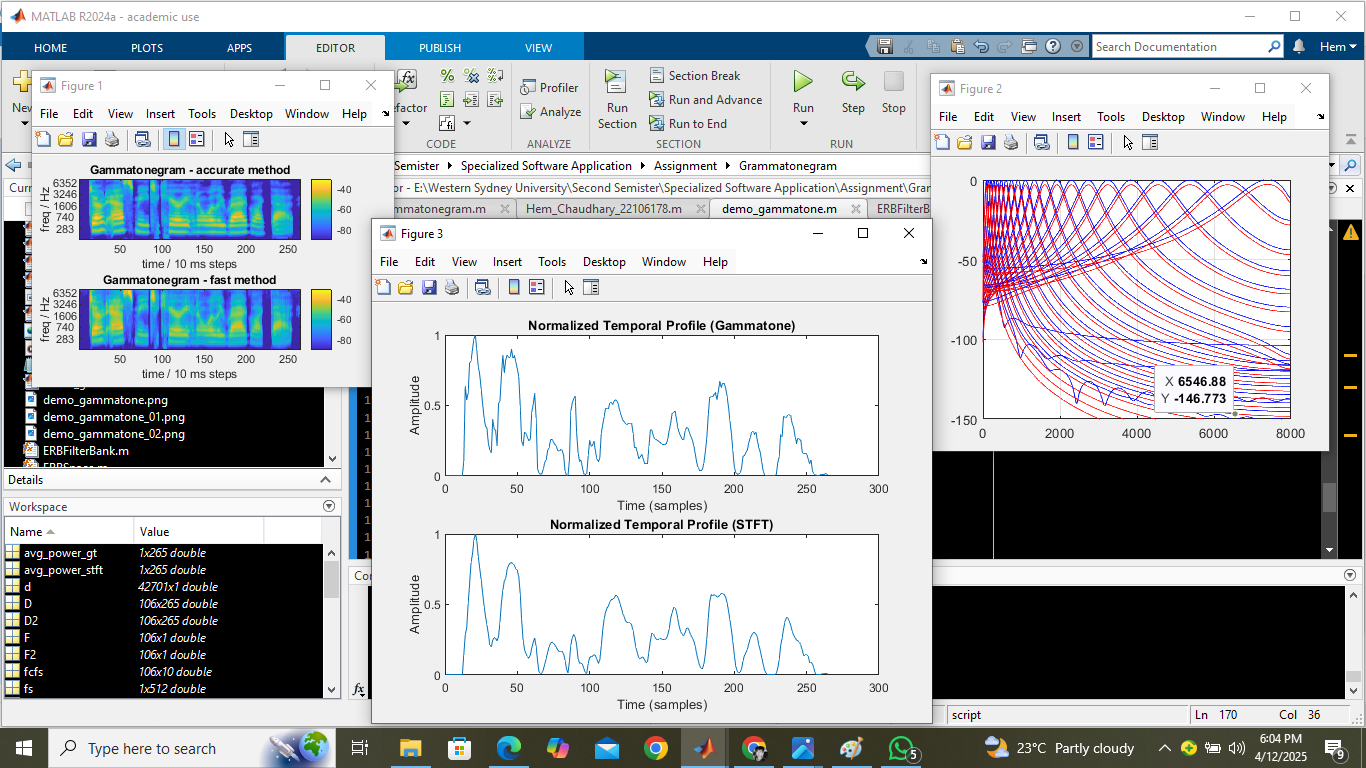 MATLAB R2024a - academic use
HOME PLOTS APPS EDITOR PUBLISH VIEW
Search Documentation
Hem
New
Refactor
Profiler
Analyze
Run Section
Section Break
Run and Advance
Run to End
Run
Step
Stop
CODE ANALYZE SECTION RUN
Semister Specialized Software Application Assignment Grammatonegram
or - E:\Western Sydney University\Second Semister\Specialized Software Application\Assignment\Gram
mmatonegram.m Hem_Chaudhary_22106178.m demo_gammatone.m ERBFilterB
Figure 1
File Edit View Insert Tools Desktop Window Help
Gammatonegram - accurate method
freq / Hz
6352
3246
1606
740
283
-40
-60
-80
50 100 150 200 250
time / 10 ms steps
Gammatonegram - fast method
freq / Hz
6352
3246
1606
740
283
-40
-60
-80
50 100 150 200 250
time / 10 ms steps
demo_gammatone.png
demo_gammatone_01.png
demo_gammatone_02.png
ERBFilterBank.m
Details
Workspace
Name Value
avg_power_gt 1x265 double
avg_power_stft 1x265 double
d 42701x1 double
D 106x265 double
D2 106x265 double
F 106x1 double
F2 106x1 double
fcfs 106x10 double
fs 1x512 double
Figure 3
File Edit View Insert Tools Desktop Window Help
Normalized Temporal Profile (Gammatone)
Amplitude
1
0.5
0
0 50 100 150 200 250 300
Time (samples)
Normalized Temporal Profile (STFT)
Amplitude
1
0.5
0
0 50 100 150 200 250 300
Time (samples)
Figure 2
File Edit View Insert Tools Desktop Window Help
0
-50
-100
-150
X 6546.88
Y -146.773
0 2000 4000 6000 8000
fx
script
Ln 170 Col 36
Type here to search
5
23°C Partly cloudy
6:04 PM
4/12/2025
9